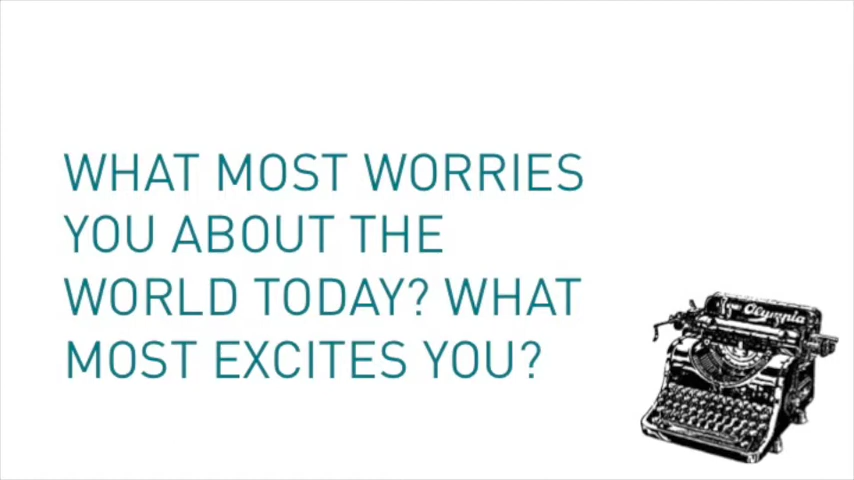 WHAT MOST WORRIES
YOU ABOUT THE
WORLD TODAY? WHAT
MOST EXCITES YOU?
Olympia